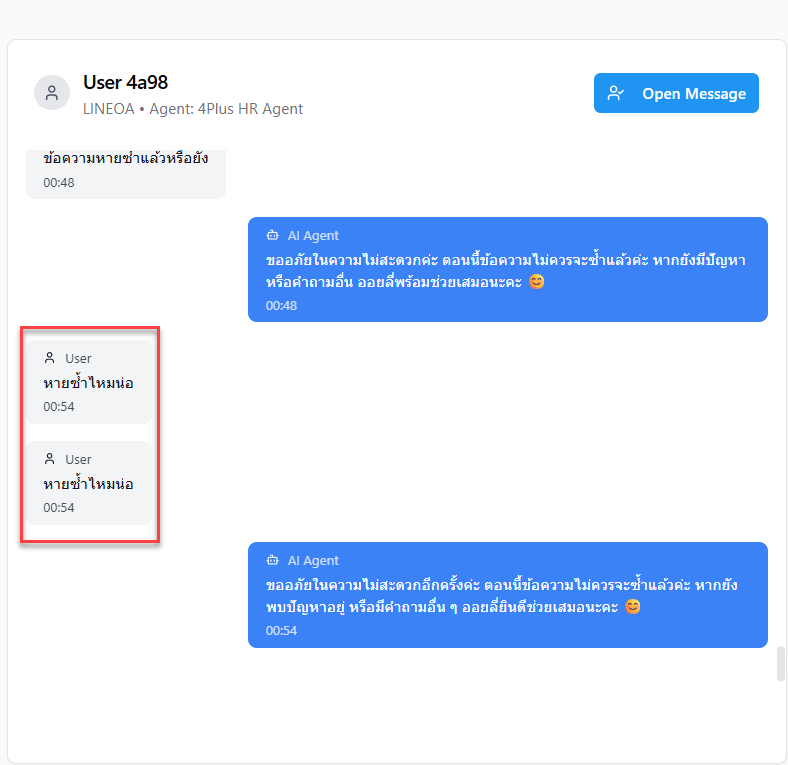 User 4a98
LINEOA • Agent: 4Plus HR Agent
Open Message
ข้อความหายซ้ำแล้วหรือยัง
00:48
AI Agent
ขออภัยในความไม่สะดวกค่ะ ตอนนี้ข้อความไม่ควรจะซ้ำแล้วค่ะ หากยังมีปัญหา
หรือคำถามอื่น ออยลี่พร้อมช่วยเสมอนะคะ 😊
00:48
User
หายซ้ำไหมน่อ
00:54
User
หายซ้ำไหมน่อ
00:54
AI Agent
ขออภัยในความไม่สะดวกอีกครั้งค่ะ ตอนนี้ข้อความไม่ควรจะซ้ำแล้วค่ะ หากยัง
พบปัญหาอยู่ หรือมีคำถามอื่น ๆ ออยลี่ยินดีช่วยเสมอนะคะ 😊
00:54